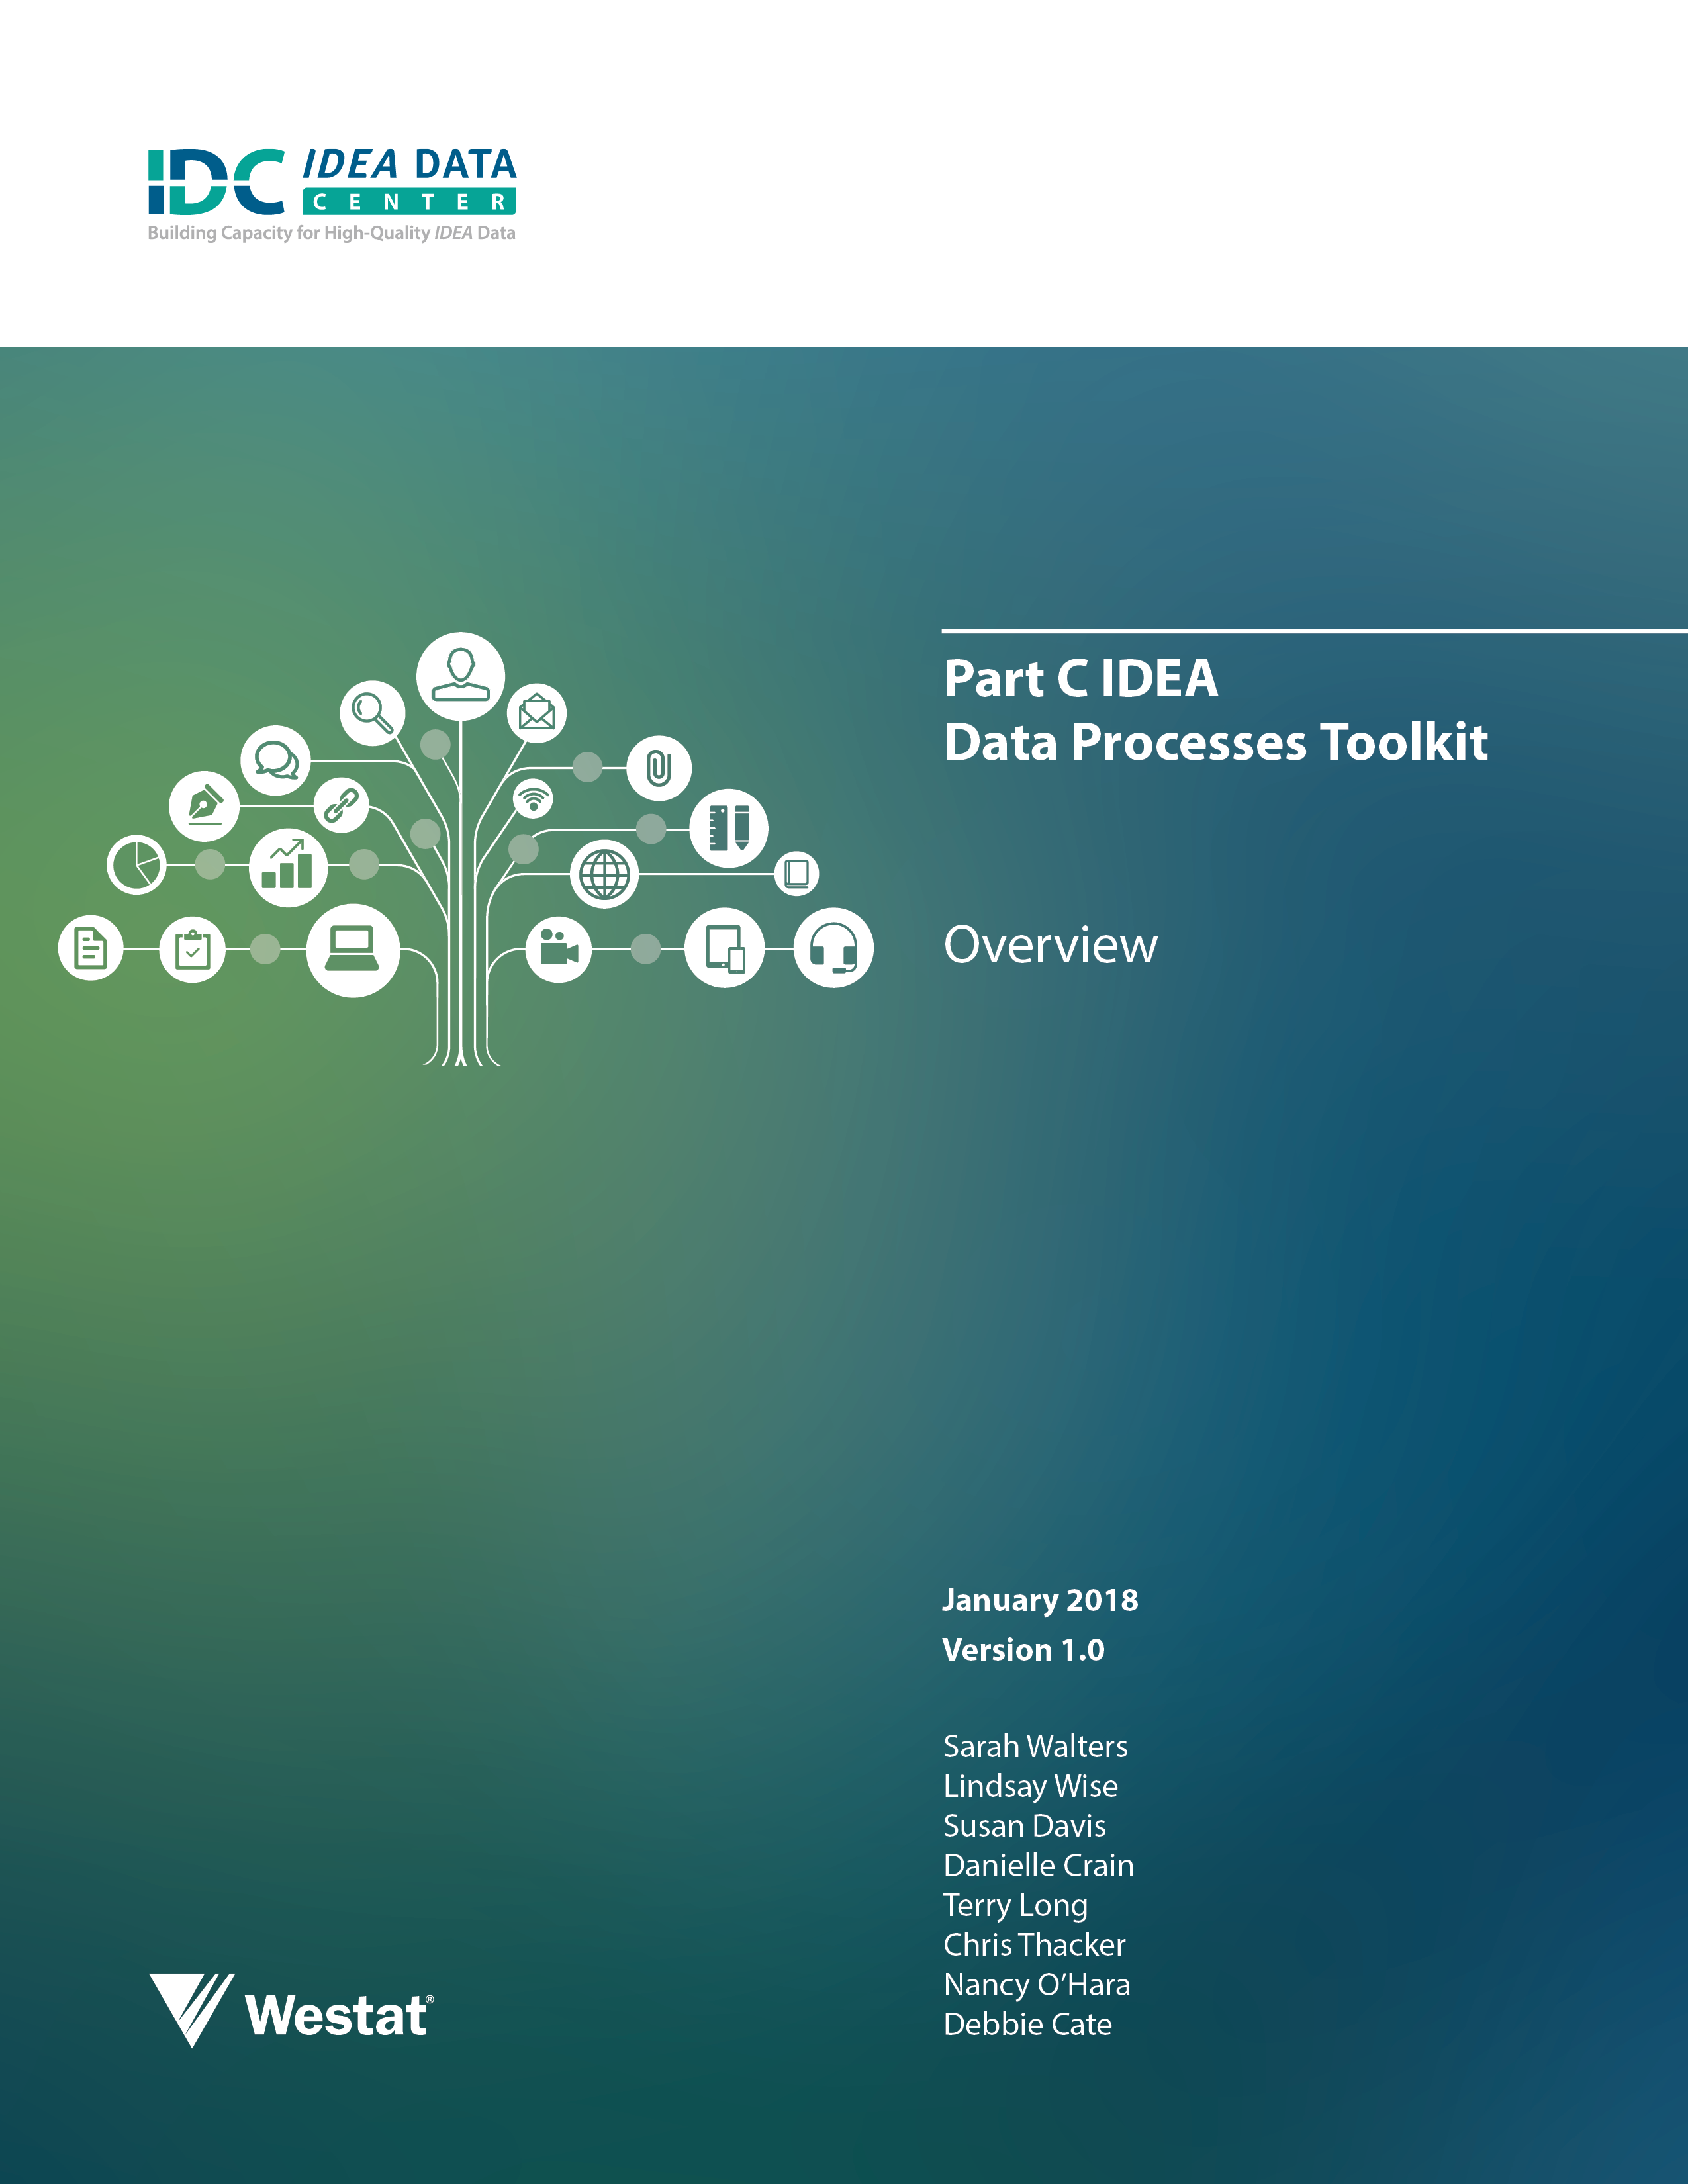 IDC IDEA DATA
CENTER
Building Capacity for High-Quality IDEA Data
Part C IDEA
Data Processes Toolkit
Overview
January 2018
Version 1.0
Sarah Walters
Lindsay Wise
Susan Davis
Danielle Crain
Terry Long
Chris Thacker
Nancy O’Hara
Debbie Cate
Westat®